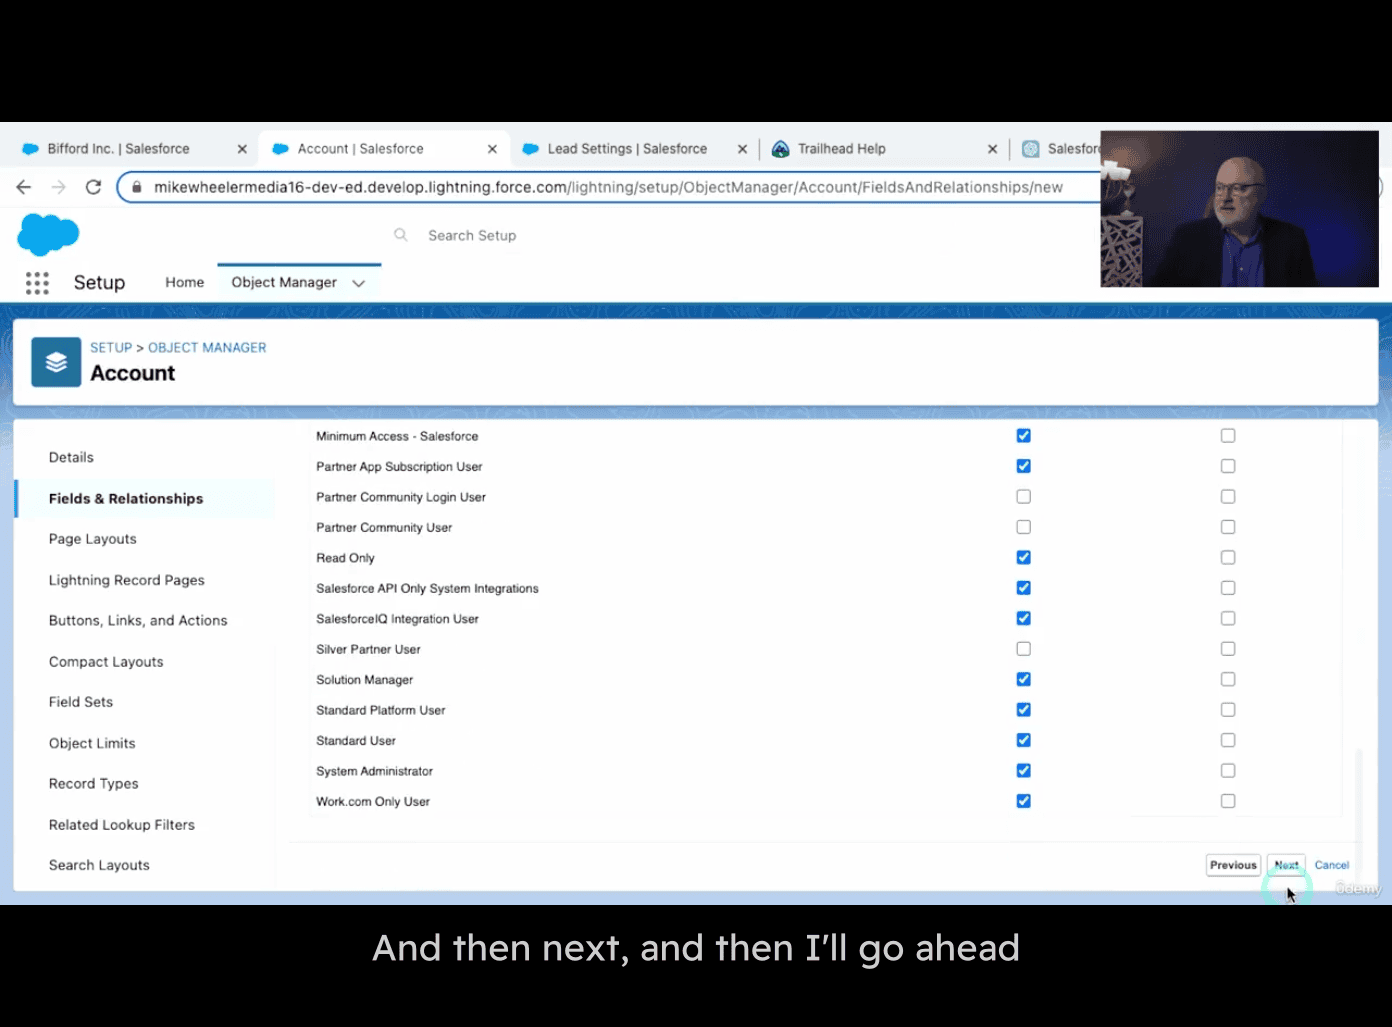 Bifford Inc. | Salesforce
Account | Salesforce
Lead Settings | Salesforce
Trailhead Help
mikewheelermedia16-dev-ed.develop.lightning.force.com/lightning/setup/ObjectManager/Account/FieldsAndRelationships/new
Search Setup
Setup
Home
Object Manager
SETUP > OBJECT MANAGER
Account
Details
Fields & Relationships
Page Layouts
Lightning Record Pages
Buttons, Links, and Actions
Compact Layouts
Field Sets
Object Limits
Record Types
Related Lookup Filters
Search Layouts
Minimum Access - Salesforce
Partner App Subscription User
Partner Community Login User
Partner Community User
Read Only
Salesforce API Only System Integrations
SalesforceIQ Integration User
Silver Partner User
Solution Manager
Standard Platform User
Standard User
System Administrator
Work.com Only User
Previous
Next
Cancel
ûdemy
And then next, and then I'll go ahead